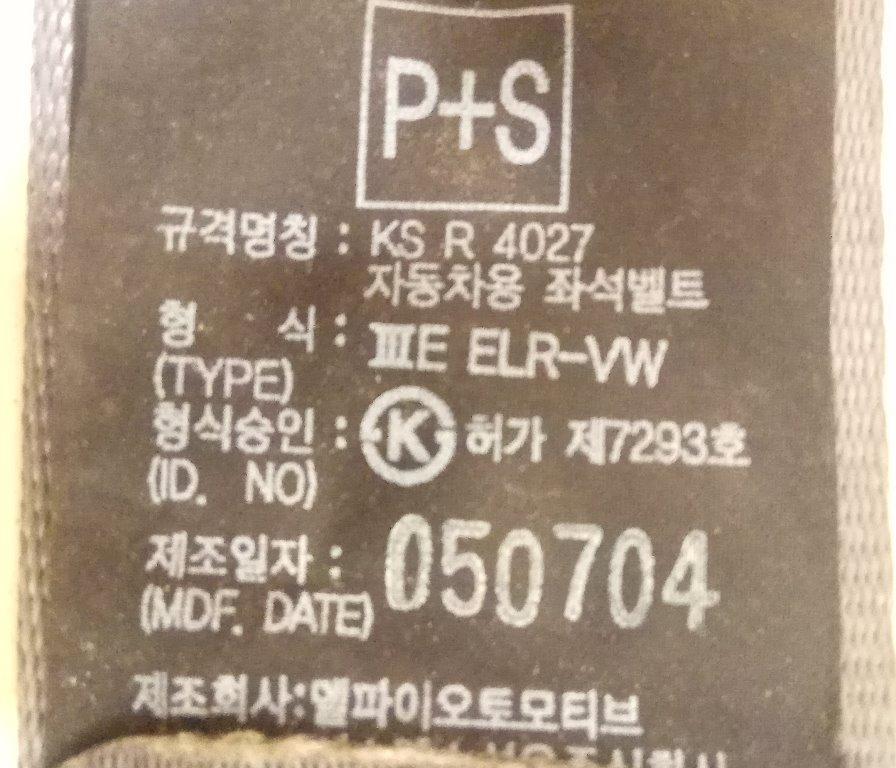 P+S
규격명칭 : KS R 4027
자동차용 좌석벨트
형 식 : ⅢE ELR-VW
(TYPE)
형식승인 : K 허가 제7293호
(ID. NO)
제조일자 : 050704
(MDF. DATE)
제조회사:델파이오토모티브